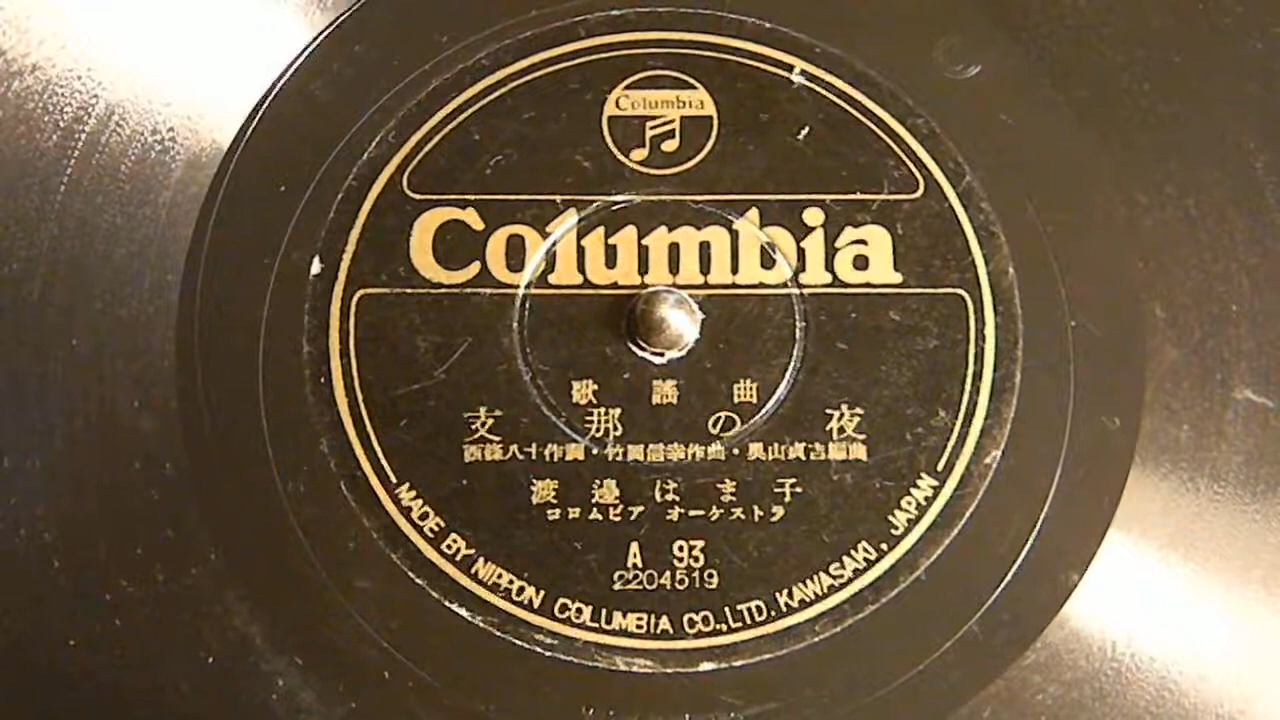 Columbia
Columbia
歌謡曲
支那の夜
西條八十作詞・竹岡信幸作曲・奥山貞吉編曲
渡邊はま子
コロムビア オーケストラ
A 93
2204519
MADE BY NIPPON COLUMBIA CO., LTD. KAWASAKI, JAPAN